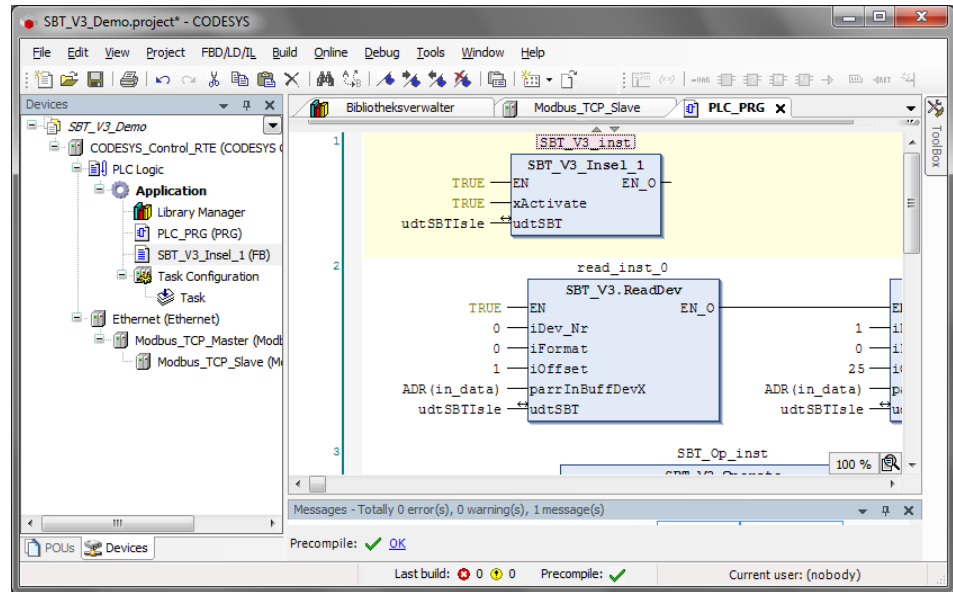 SBT_V3_Demo.project* - CODESYS
File Edit View Project FBD/LD/IL Build Online Debug Tools Window Help
Devices
SBT_V3_Demo
CODESYS_Control_RTE (CODESYS
PLC Logic
Application
Library Manager
PLC_PRG (PRG)
SBT_V3_Insel_1 (FB)
Task Configuration
Task
Ethernet (Ethernet)
Modbus_TCP_Master (Modb
Modbus_TCP_Slave (M
POUs Devices
Bibliotheksverwalter Modbus_TCP_Slave PLC_PRG X
1
SBT_V3_inst
SBT_V3_Insel_1
TRUE EN EN_O
TRUE xActivate
udtSBTIsle udtSBT
2
read_inst_0
SBT_V3.ReadDev
TRUE EN EN_O
0 iDev_Nr 1
0 iFormat 0
1 iOffset 25
ADR(in_data) parrInBuffDevX ADR(in_data)
udtSBTIsle udtSBT udtSBTIsle
3
SBT_Op_inst
SBT_V3.Operate
100 %
ToolBox
Messages - Totally 0 error(s), 0 warning(s), 1 message(s)
Precompile: OK
Last build: 0 0 Precompile: Current user: (nobody)